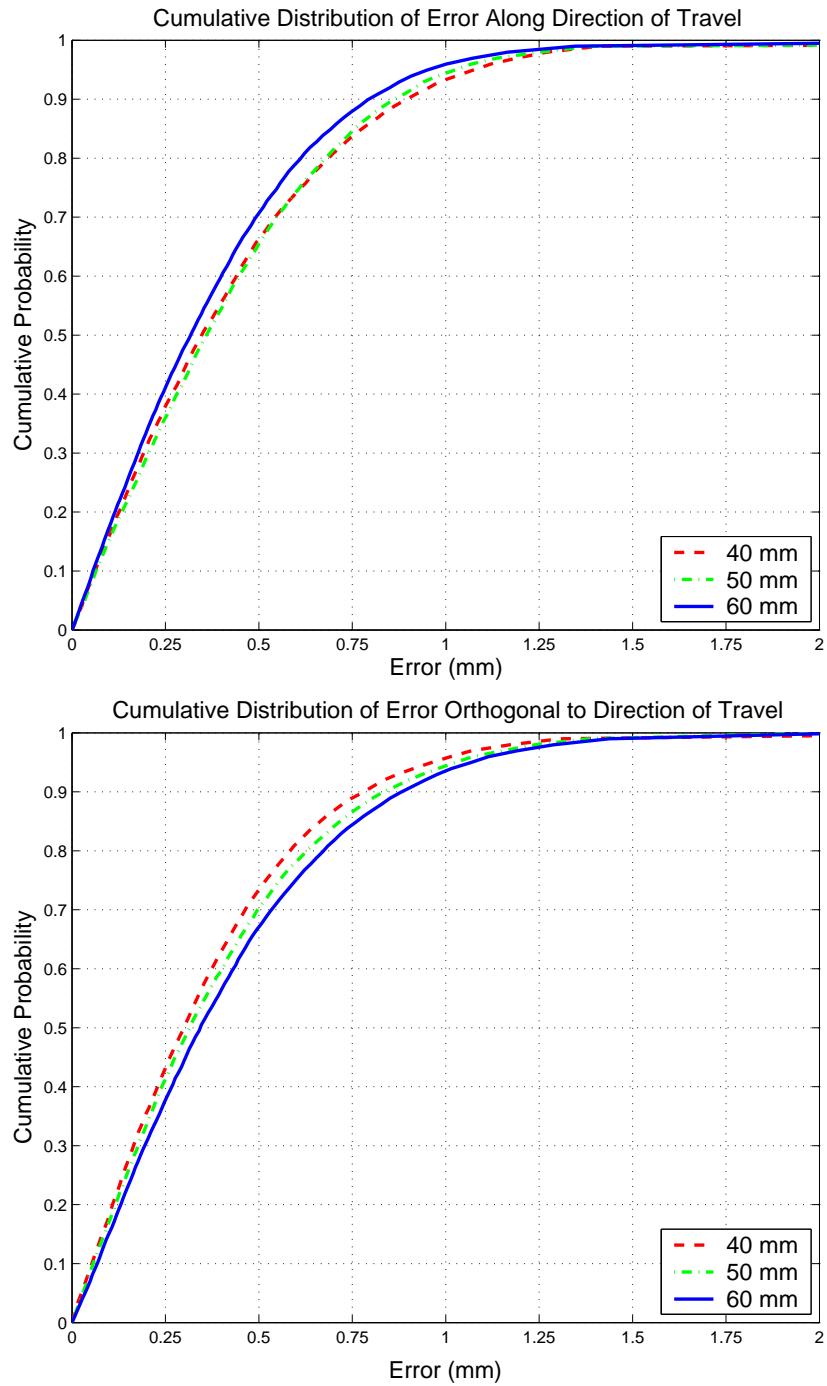 Cumulative Distribution of Error Along Direction of Travel
1
0.9
0.8
0.7
0.6
0.5
0.4
0.3
0.2
0.1
0
Cumulative Probability
40 mm
50 mm
60 mm
0 0.25 0.5 0.75 1 1.25 1.5 1.75 2
Error (mm)
Cumulative Distribution of Error Orthogonal to Direction of Travel
1
0.9
0.8
0.7
0.6
0.5
0.4
0.3
0.2
0.1
0
Cumulative Probability
40 mm
50 mm
60 mm
0 0.25 0.5 0.75 1 1.25 1.5 1.75 2
Error (mm)